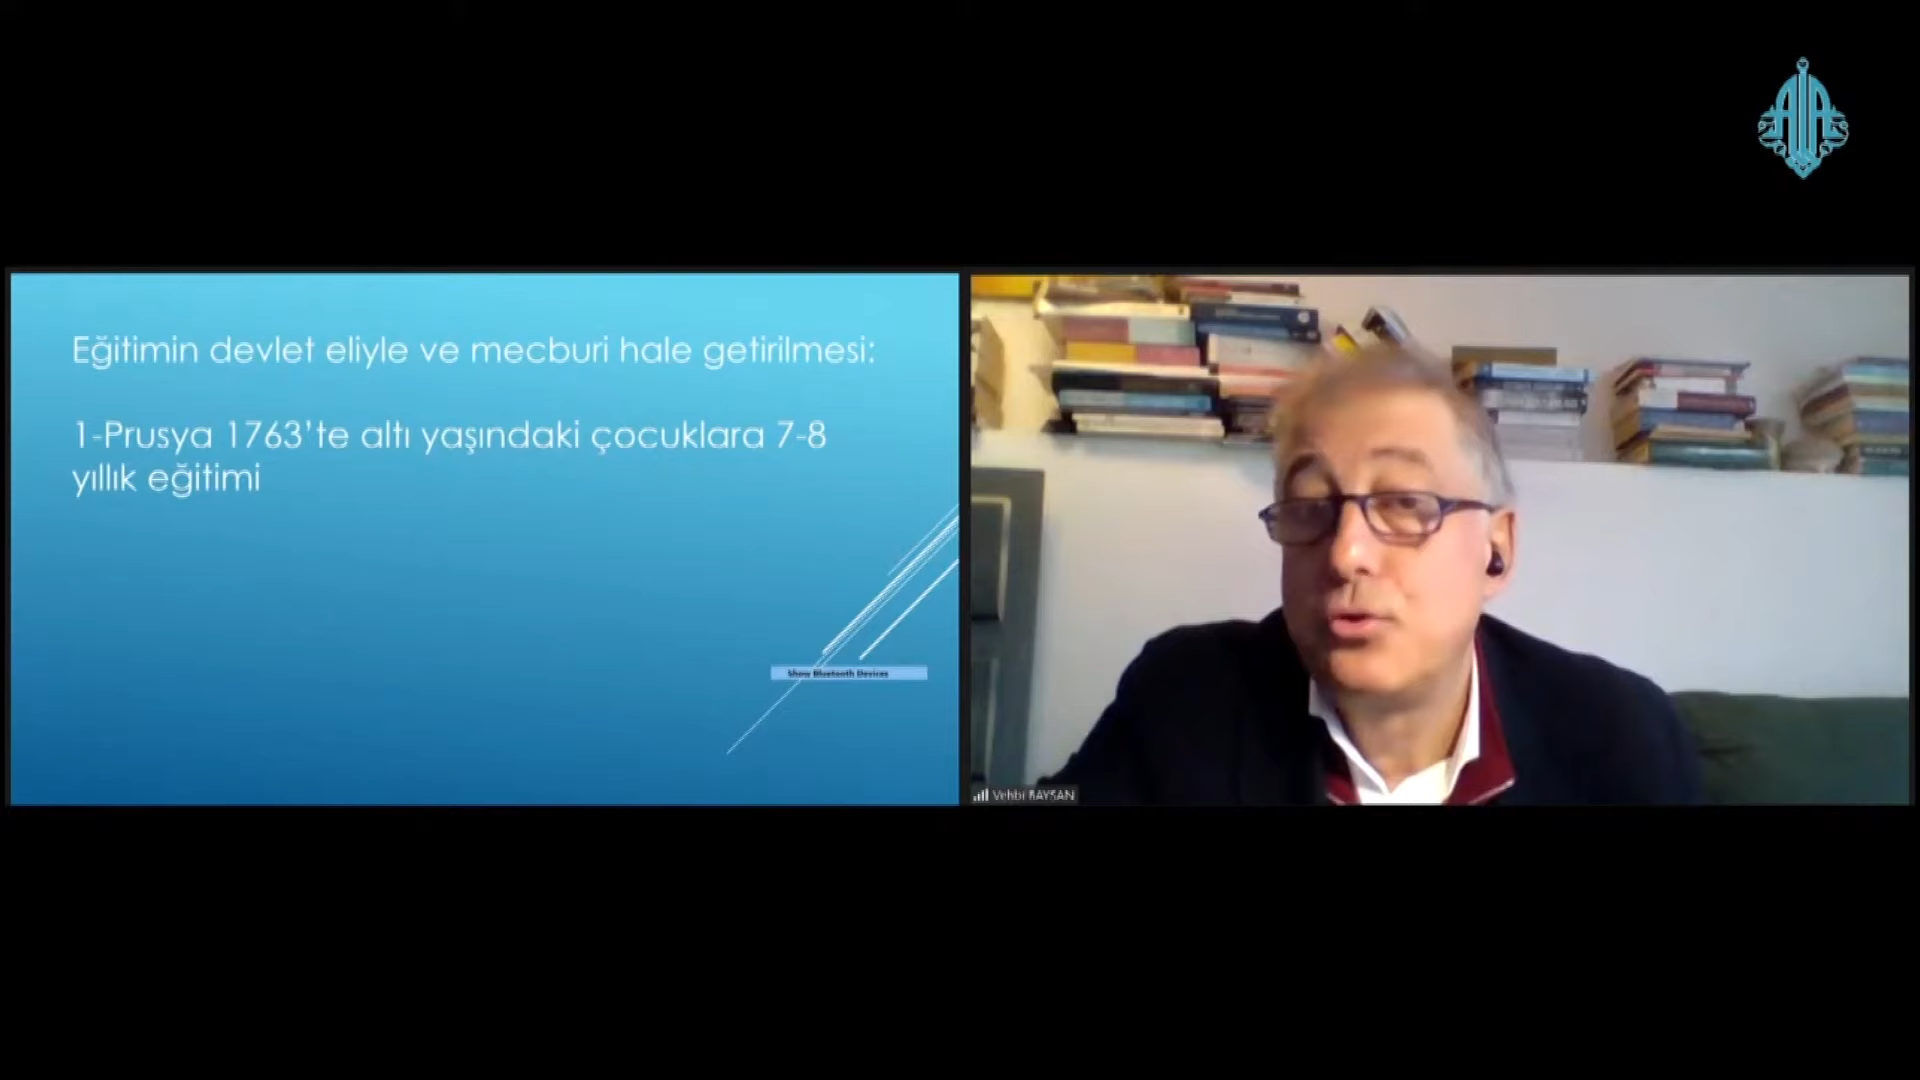 Eğitimin devlet eliyle ve mecburi hale getirilmesi:
1-Prusya 1763'te altı yaşındaki çocuklara 7-8
yıllık eğitimi
Show Bluetooth Devices
Vehbi BAYSAN